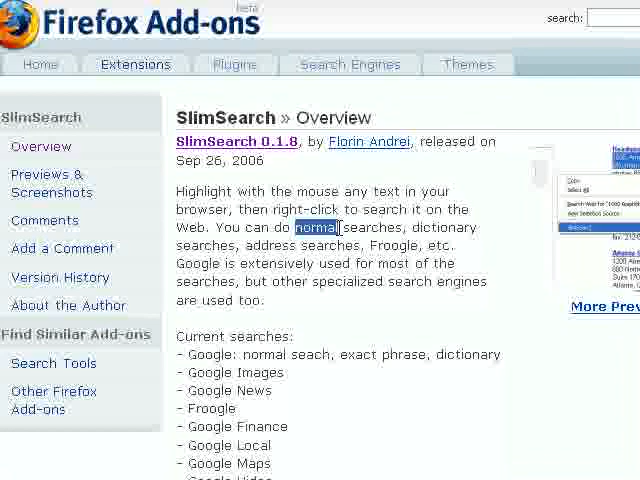 beta
Firefox Add-ons
search:
Home Extensions Plugins Search Engines Themes
SlimSearch
Overview
Previews &
Screenshots
Comments
Add a Comment
Version History
About the Author
Find Similar Add-ons
Search Tools
Other Firefox
Add-ons
SlimSearch » Overview
SlimSearch 0.1.8, by Florin Andrei, released on
Sep 26, 2006
Highlight with the mouse any text in your
browser, then right-click to search it on the
Web. You can do normal searches, dictionary
searches, address searches, Froogle, etc.
Google is extensively used for most of the
searches, but other specialized search engines
are used too.
Current searches:
- Google: normal seach, exact phrase, dictionary
- Google Images
- Google News
- Froogle
- Google Finance
- Google Local
- Google Maps
- Google Video
Copy
Select All
More Prev